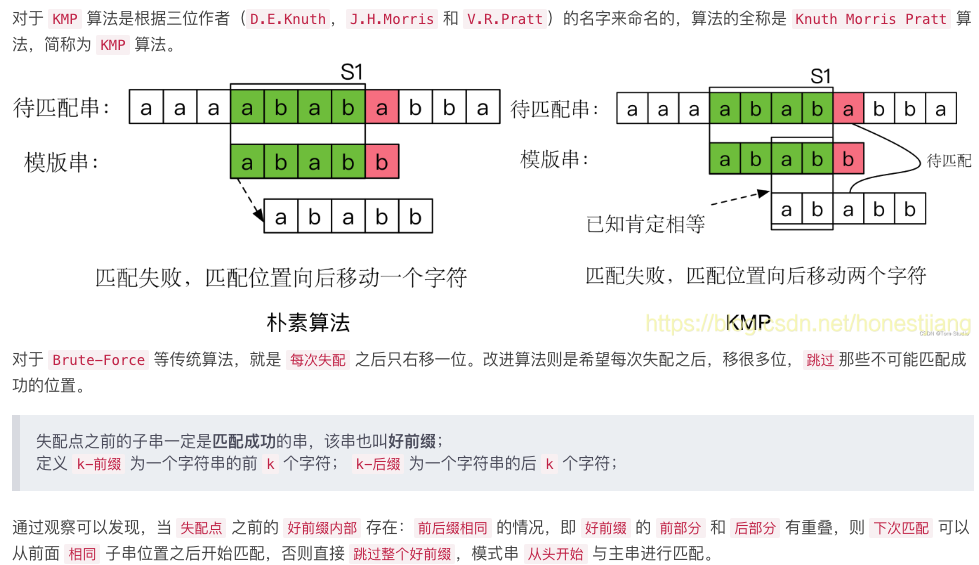 对于 KMP 算法是根据三位作者（D.E.Knuth，J.H.Morris 和 V.R.Pratt）的名字来命名的，算法的全称是 Knuth Morris Pratt 算
法，简称为 KMP 算法。
S1
待匹配串： a a a a b a b a b b a
模版串： a b a b b
a b a b b
匹配失败，匹配位置向后移动一个字符
朴素算法
S1
待匹配串： a a a a b a b a b b a
模版串： a b a b b
待匹配
a b a b b
已知肯定相等
匹配失败，匹配位置向后移动两个字符
KMP
https://blog.csdn.net/honestjiang
对于 Brute-Force 等传统算法，就是 每次失配 之后只右移一位。改进算法则是希望每次失配之后，移很多位，跳过那些不可能匹配成
功的位置。
失配点之前的子串一定是匹配成功的串，该串也叫好前缀；
定义 k-前缀 为一个字符串的前 k 个字符； k-后缀 为一个字符串的后 k 个字符；
通过观察可以发现，当 失配点 之前的 好前缀内部 存在： 前后缀相同 的情况，即 好前缀 的 前部分 和 后部分 有重叠，则 下次匹配 可以
从前面 相同 子串位置之后开始匹配，否则直接 跳过整个好前缀，模式串 从头开始 与主串进行匹配。